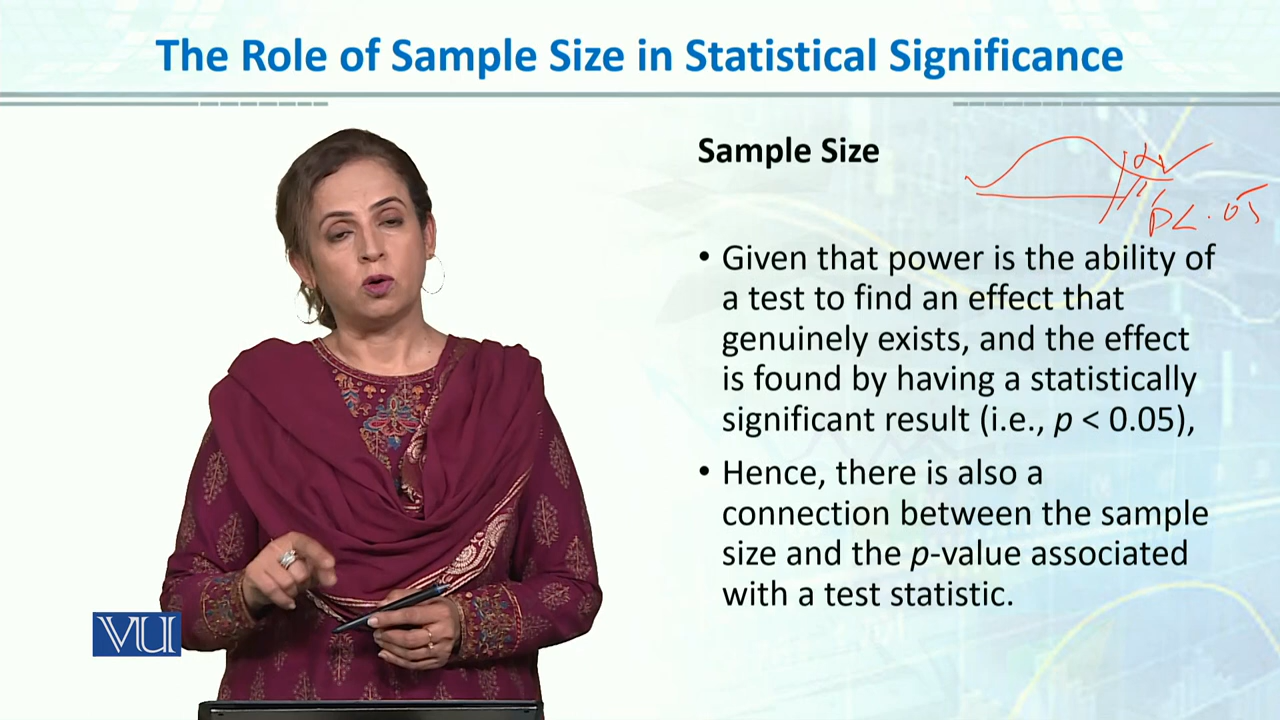 The Role of Sample Size in Statistical Significance
Sample Size
α
p < .05
• Given that power is the ability of
a test to find an effect that
genuinely exists, and the effect
is found by having a statistically
significant result (i.e., p < 0.05),
• Hence, there is also a
connection between the sample
size and the p-value associated
with a test statistic.
VU